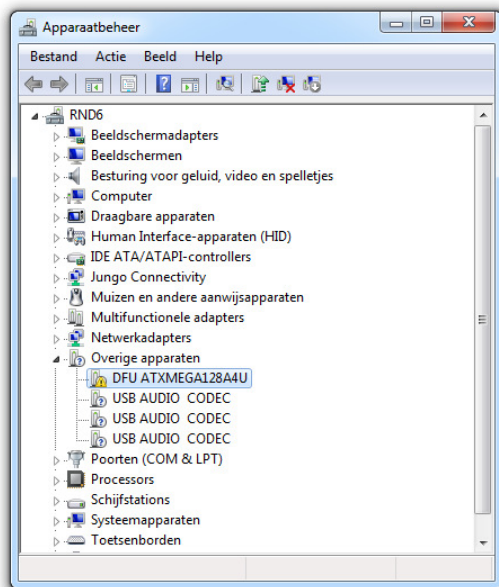 Apparaatbeheer
Bestand Actie Beeld Help
RND6
Beeldschermadapters
Beeldschermen
Besturing voor geluid, video en spelletjes
Computer
Draagbare apparaten
Human Interface-apparaten (HID)
IDE ATA/ATAPI-controllers
Jungo Connectivity
Muizen en andere aanwijsapparaten
Multifunctionele adapters
Netwerkadapters
Overige apparaten
DFU ATXMEGA128A4U
USB AUDIO  CODEC
USB AUDIO  CODEC
USB AUDIO  CODEC
Poorten (COM & LPT)
Processors
Schijfstations
Systeemapparaten
Toetsenborden